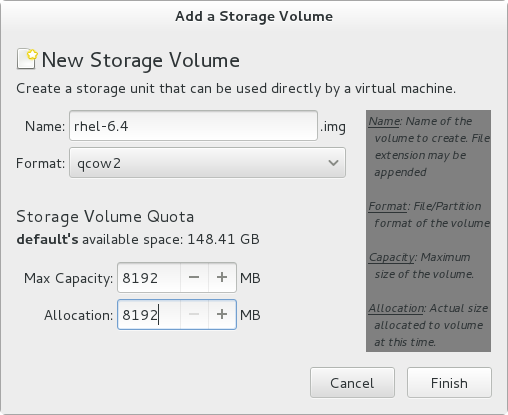 Add a Storage Volume
New Storage Volume
Create a storage unit that can be used directly by a virtual machine.
Name: rhel-6.4 .img
Format: qcow2
Storage Volume Quota
default's available space: 148.41 GB
Max Capacity: 8192 − + MB
Allocation: 8192 − + MB
Name: Name of the
volume to create. File
extension may be
appended
Format: File/Partition
format of the volume
Capacity: Maximum
size of the volume.
Allocation: Actual size
allocated to volume
at this time.
Cancel Finish